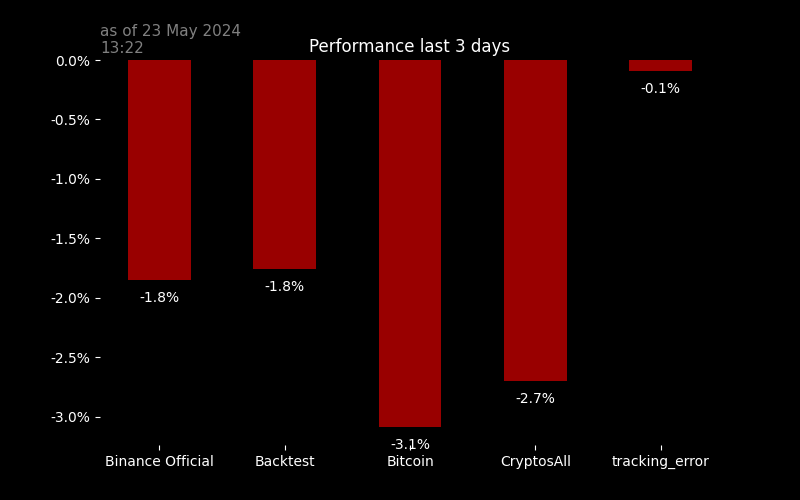 as of 23 May 2024
13:22
Performance last 3 days
0.0%
-0.5%
-1.0%
-1.5%
-2.0%
-2.5%
-3.0%
-1.8%
-1.8%
-3.1%
-2.7%
-0.1%
Binance Official
Backtest
Bitcoin
CryptosAll
tracking_error